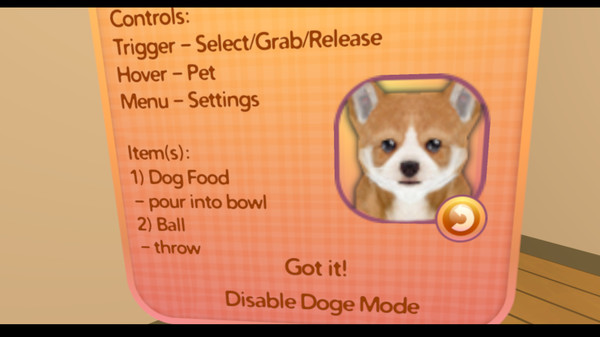 Controls:
Trigger – Select/Grab/Release
Hover – Pet
Menu – Settings
Item(s):
1) Dog Food
– pour into bowl
2) Ball
– throw
Got it!
Disable Doge Mode